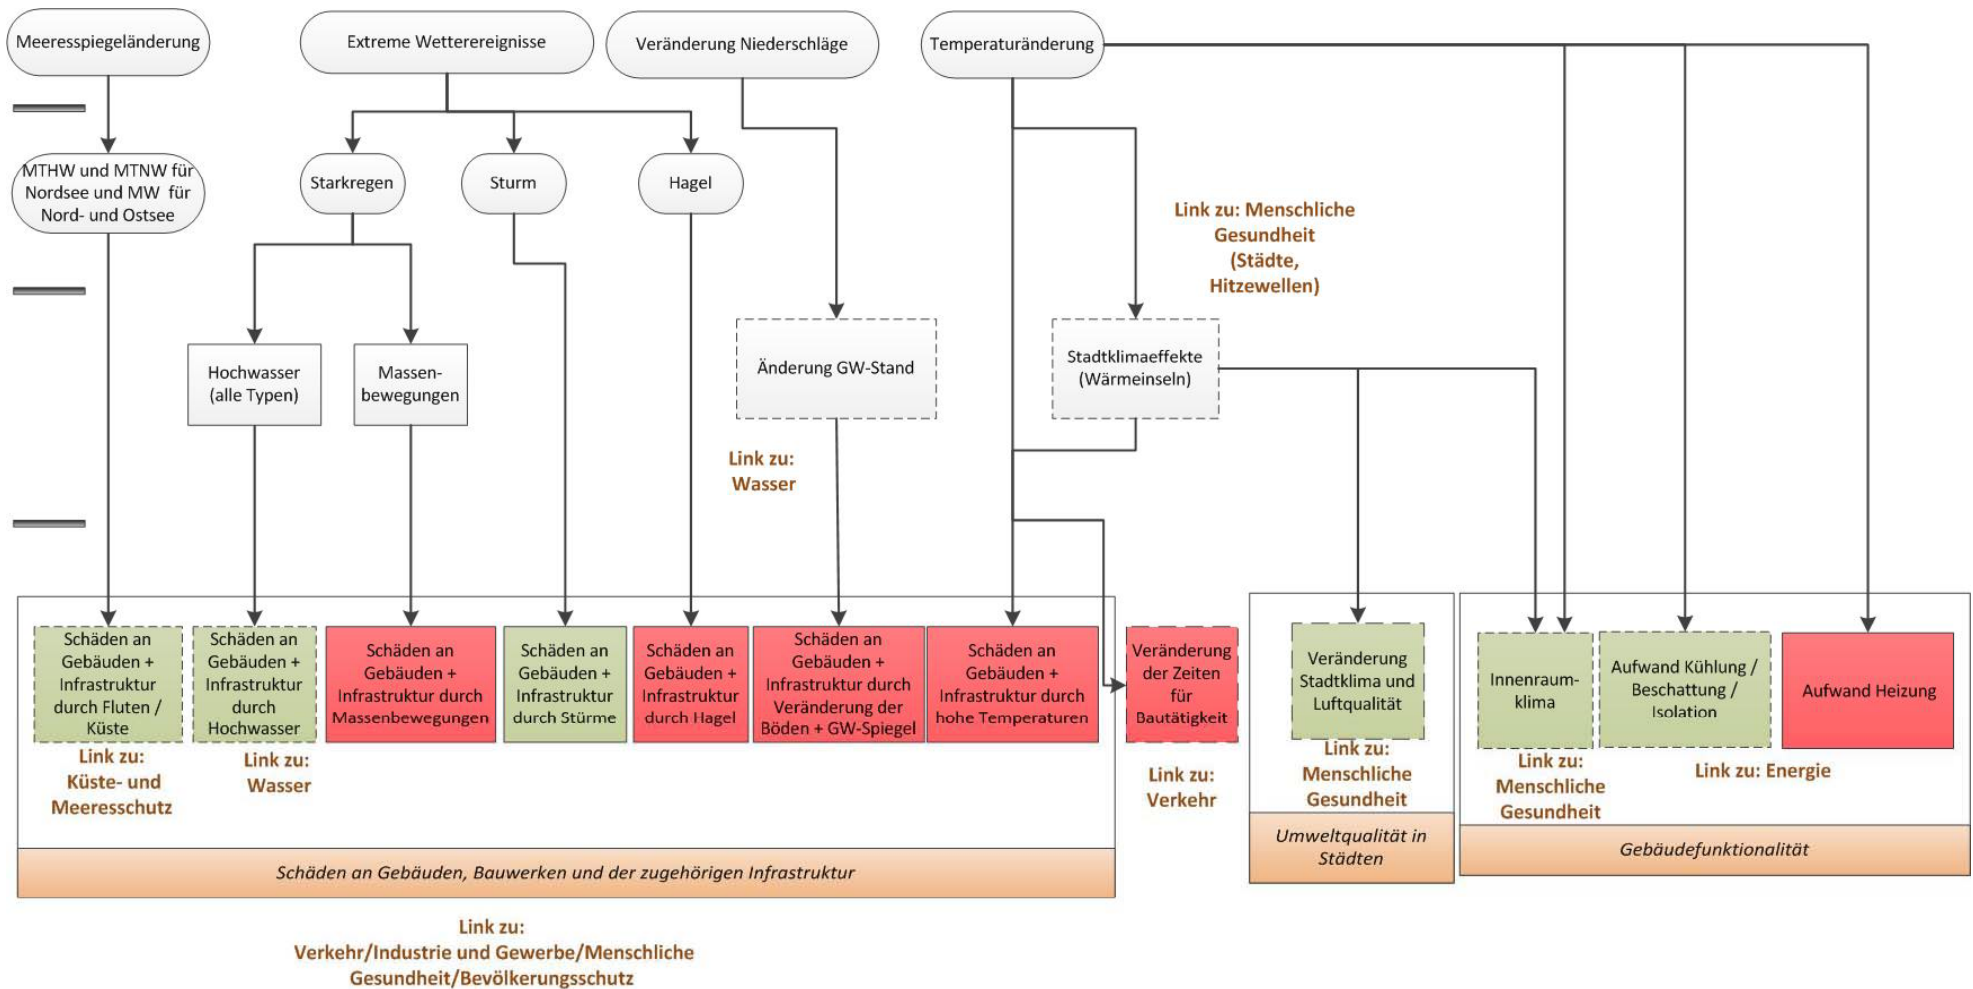 Meeresspiegeländerung
Extreme Wetterereignisse
Veränderung Niederschläge
Temperaturänderung
MTHW und MTNW für
Nordsee und MW für
Nord- und Ostsee
Starkregen
Sturm
Hagel
Link zu: Menschliche
Gesundheit
(Städte,
Hitzewellen)
Hochwasser
(alle Typen)
Massen-
bewegungen
Änderung GW-Stand
Stadtklimaeffekte
(Wärmeinseln)
Link zu:
Wasser
Schäden an
Gebäuden +
Infrastruktur
durch Fluten /
Küste
Schäden an
Gebäuden +
Infrastruktur
durch
Hochwasser
Schäden an
Gebäuden +
Infrastruktur durch
Massenbewegungen
Schäden an
Gebäuden +
Infrastruktur
durch Stürme
Schäden an
Gebäuden +
Infrastruktur
durch Hagel
Schäden an
Gebäuden +
Infrastruktur durch
Veränderung der
Böden + GW-Spiegel
Schäden an
Gebäuden +
Infrastruktur durch
hohe Temperaturen
Veränderung
der Zeiten
für
Bautätigkeit
Veränderung
Stadtklima und
Luftqualität
Innenraum-
klima
Aufwand Kühlung /
Beschattung /
Isolation
Aufwand Heizung
Link zu:
Küste- und
Meeresschutz
Link zu:
Wasser
Link zu:
Verkehr
Link zu:
Menschliche
Gesundheit
Link zu:
Menschliche
Gesundheit
Link zu: Energie
Schäden an Gebäuden, Bauwerken und der zugehörigen Infrastruktur
Umweltqualität in
Städten
Gebäudefunktionalität
Link zu:
Verkehr/Industrie und Gewerbe/Menschliche
Gesundheit/Bevölkerungsschutz